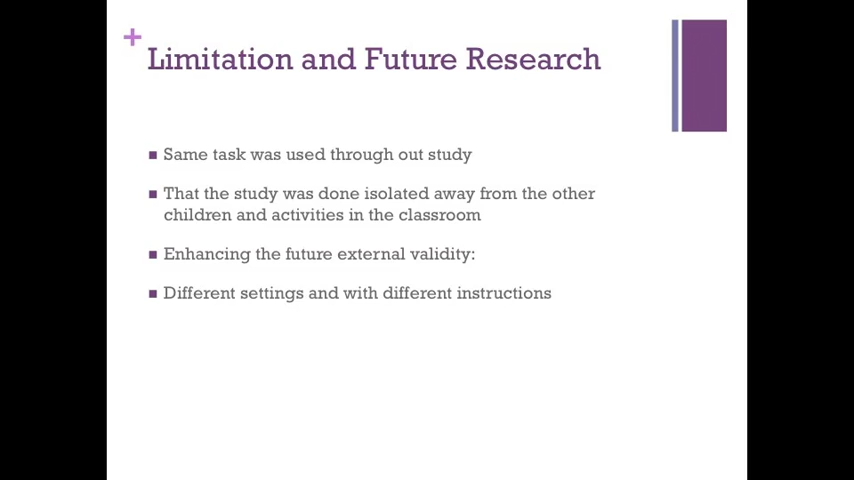 +
Limitation and Future Research
Same task was used through out study
That the study was done isolated away from the other
children and activities in the classroom
Enhancing the future external validity:
Different settings and with different instructions